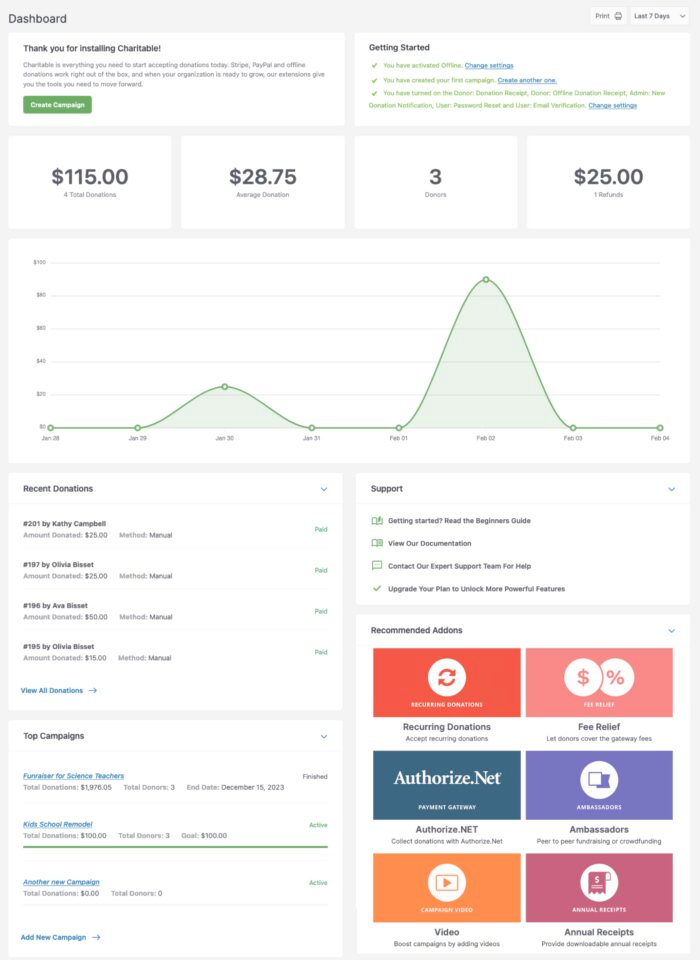 Dashboard
Print
Last 7 Days
Thank you for installing Charitable!
Charitable is everything you need to start accepting donations today. Stripe, PayPal and offline
donations work right out of the box, and when your organization is ready to grow, our extensions give
you the tools you need to move forward.
Create Campaign
Getting Started
You have activated Offline. Change settings
You have created your first campaign. Create another one.
You have turned on the Donor: Donation Receipt, Donor: Offline Donation Receipt, Admin: New
Donation Notification, User: Password Reset and User: Email Verification. Change settings
$115.00
4 Total Donations
$28.75
Average Donation
3
Donors
$25.00
1 Refunds
$100
$80
$60
$40
$20
$0
Jan 28
Jan 29
Jan 30
Jan 31
Feb 01
Feb 02
Feb 03
Feb 04
Recent Donations
#201 by Kathy Campbell
Amount Donated: $25.00 Method: Manual
Paid
#197 by Olivia Bisset
Amount Donated: $25.00 Method: Manual
Paid
#196 by Ava Bisset
Amount Donated: $50.00 Method: Manual
Paid
#195 by Olivia Bisset
Amount Donated: $15.00 Method: Manual
Paid
View All Donations
Top Campaigns
Funraiser for Science Teachers
Finished
Total Donations: $1,976.05 Total Donors: 3 End Date: December 15, 2023
Kids School Remodel
Active
Total Donations: $100.00 Total Donors: 3 Goal: $100.00
Another new Campaign
Active
Total Donations: $0.00 Total Donors: 0
Add New Campaign
Support
Getting started? Read the Beginners Guide
View Our Documentation
Contact Our Expert Support Team For Help
Upgrade Your Plan to Unlock More Powerful Features
Recommended Addons
RECURRING DONATIONS
Recurring Donations
Accept recurring donations
$ %
FEE RELIEF
Fee Relief
Let donors cover the gateway fees
Authorize.Net
PAYMENT GATEWAY
Authorize.NET
Collect donations with Authorize.Net
AMBASSADORS
Ambassadors
Peer to peer fundraising or crowdfunding
CAMPAIGN VIDEO
Video
Boost campaigns by adding videos
$
ANNUAL RECEIPTS
Annual Receipts
Provide downloadable annual receipts